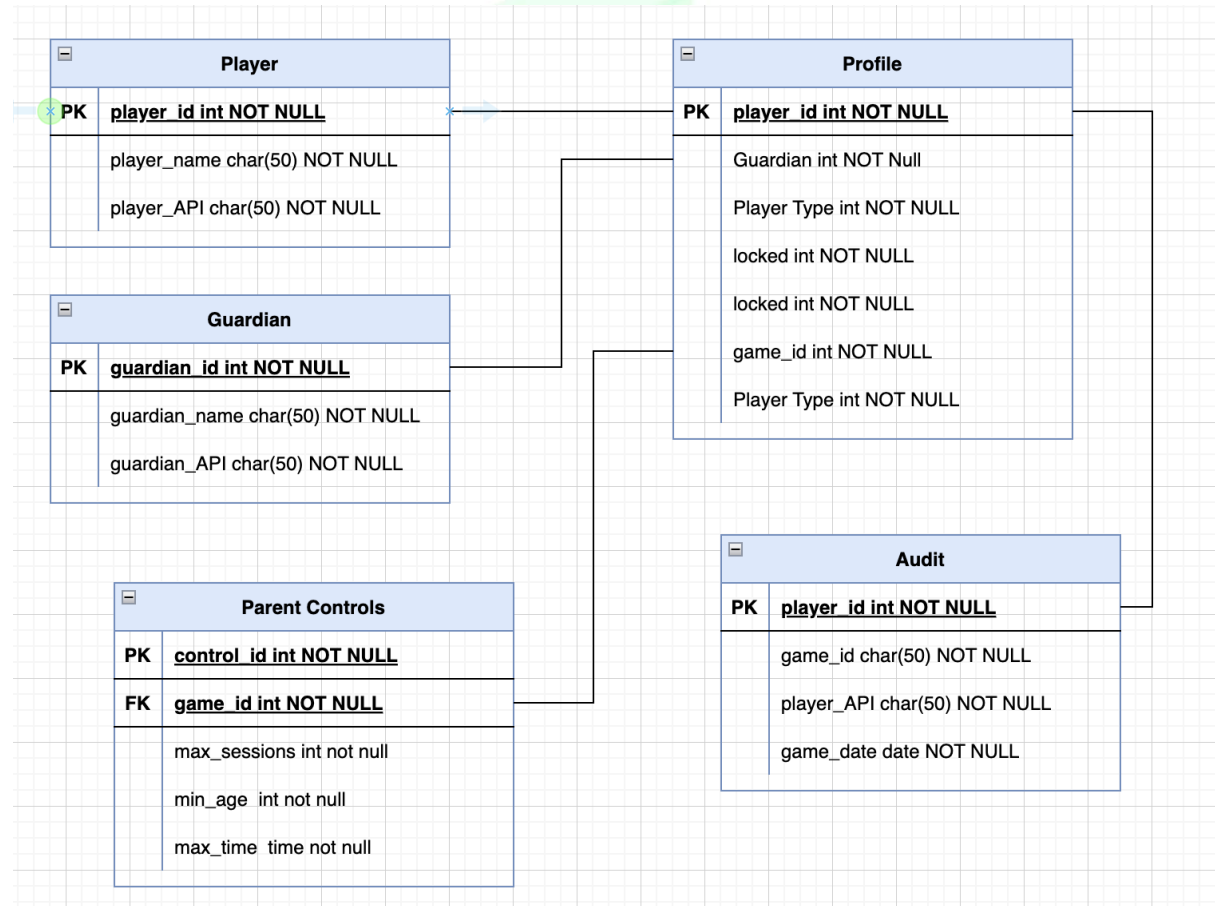 Player
PK player_id int NOT NULL
player_name char(50) NOT NULL
player_API char(50) NOT NULL
Profile
PK player_id int NOT NULL
Guardian int NOT Null
Player Type int NOT NULL
locked int NOT NULL
locked int NOT NULL
game_id int NOT NULL
Player Type int NOT NULL
Guardian
PK guardian_id int NOT NULL
guardian_name char(50) NOT NULL
guardian_API char(50) NOT NULL
Parent Controls
PK control_id int NOT NULL
FK game_id int NOT NULL
max_sessions int not null
min_age int not null
max_time time not null
Audit
PK player_id int NOT NULL
game_id char(50) NOT NULL
player_API char(50) NOT NULL
game_date date NOT NULL